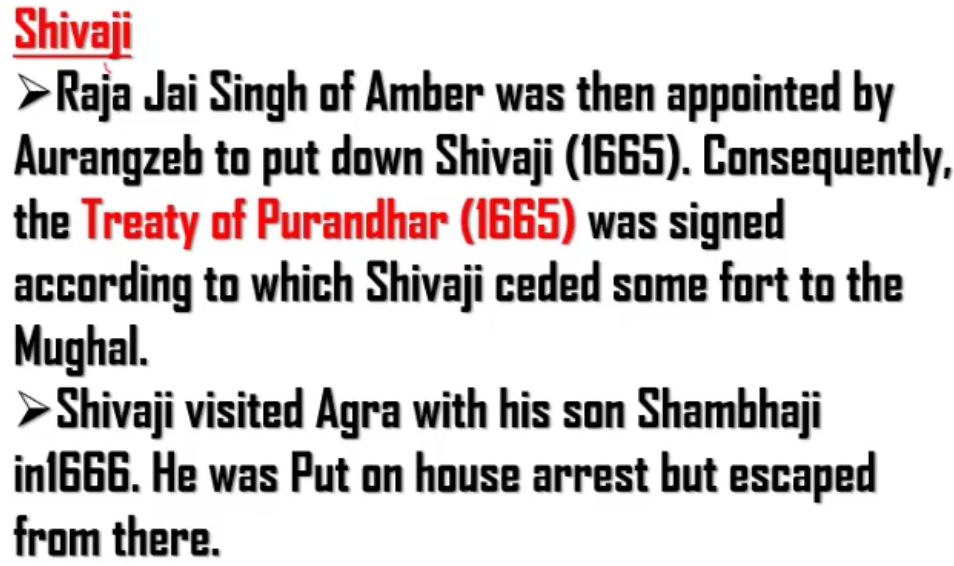 Shivaji
➢Raja Jai Singh of Amber was then appointed by
Aurangzeb to put down Shivaji (1665). Consequently,
the Treaty of Purandhar (1665) was signed
according to which Shivaji ceded some fort to the
Mughal.
➢Shivaji visited Agra with his son Shambhaji
in1666. He was Put on house arrest but escaped
from there.